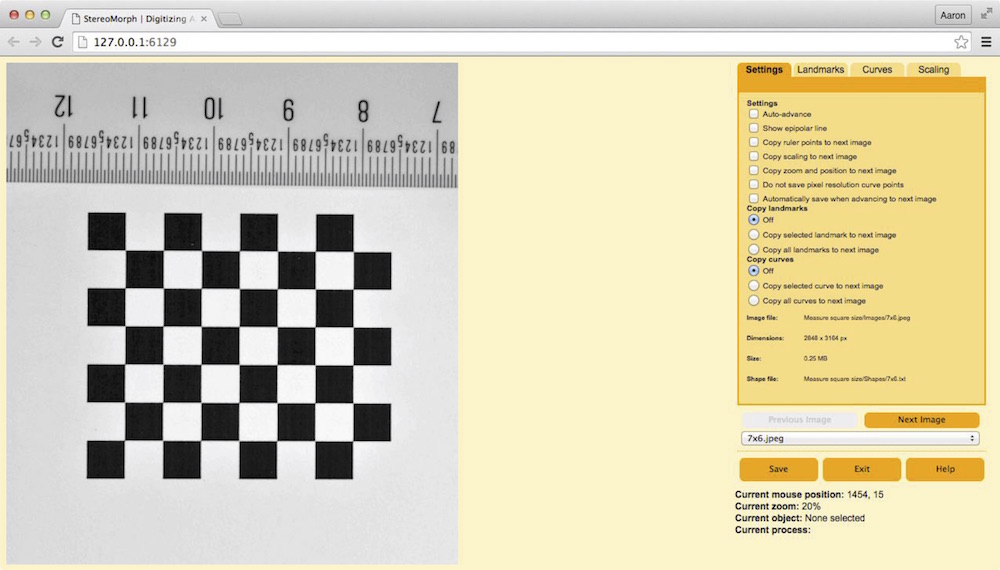 StereoMorph | Digitizing A
Aaron
127.0.0.1:6129
12 11 10 9 8 7
Settings Landmarks Curves Scaling
Settings
Auto-advance
Show epipolar line
Copy ruler points to next image
Copy scaling to next image
Copy zoom and position to next image
Do not save pixel resolution curve points
Automatically save when advancing to next image
Copy landmarks
Off
Copy selected landmark to next image
Copy all landmarks to next image
Copy curves
Off
Copy selected curve to next image
Copy all curves to next image
Image file: Measure square size/Images/7x6.jpeg
Dimensions: 2848 x 3164 px
Size: 0.25 MB
Shape file: Measure square size/Shapes/7x6.txt
Previous Image Next Image
7x6.jpeg
Save Exit Help
Current mouse position: 1454, 15
Current zoom: 20%
Current object: None selected
Current process: